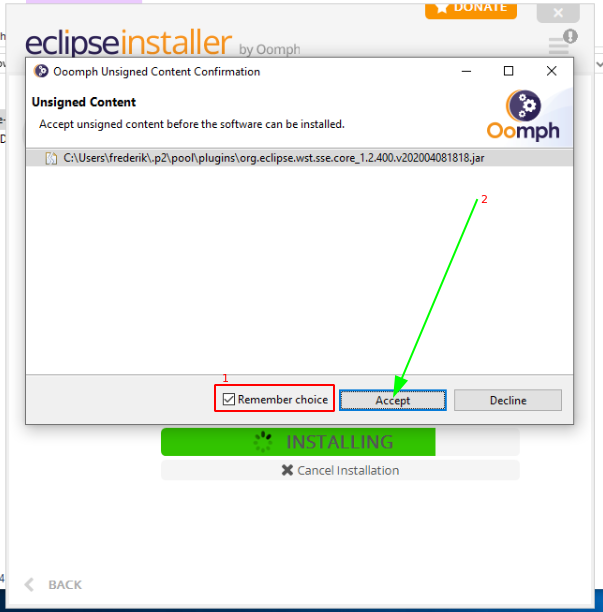 DONATE
eclipseinstaller by Oomph
Ooomph Unsigned Content Confirmation
Unsigned Content
Accept unsigned content before the software can be installed.
Oomph
C:\Users\frederik\.p2\pool\plugins\org.eclipse.wst.sse.core_1.2.400.v202004081818.jar
2
1
Remember choice
Accept
Decline
INSTALLING
Cancel Installation
BACK